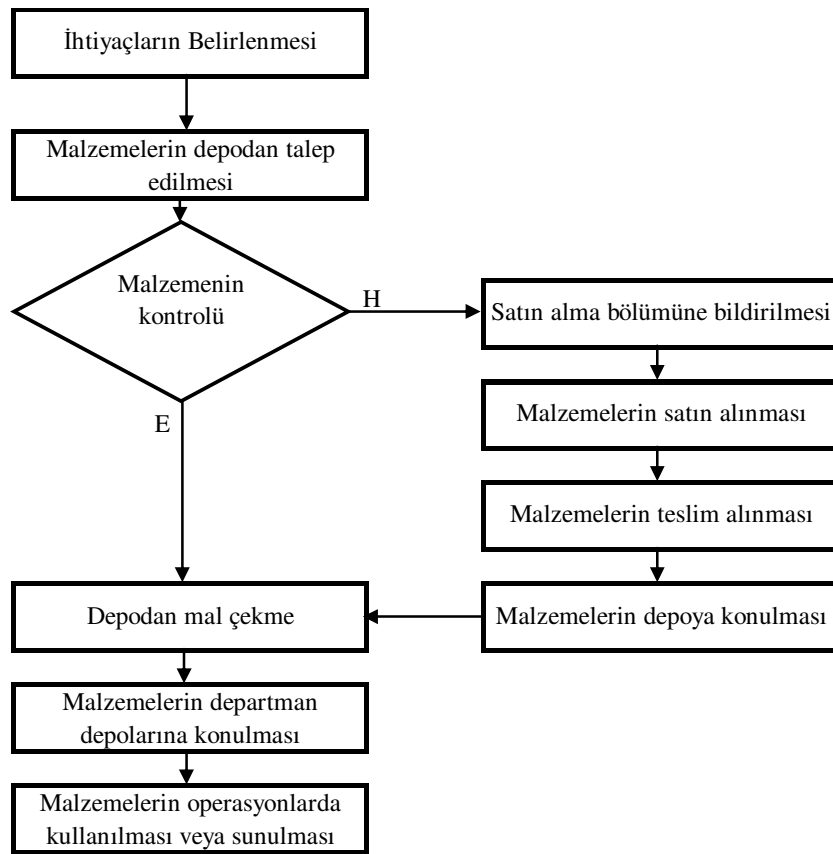 İhtiyaçların Belirlenmesi
Malzemelerin depodan talep
edilmesi
Malzemenin
kontrolü
H
Satın alma bölümüne bildirilmesi
Malzemelerin satın alınması
E
Malzemelerin teslim alınması
Depodan mal çekme
Malzemelerin depoya konulması
Malzemelerin departman
depolarına konulması
Malzemelerin operasyonlarda
kullanılması veya sunulması